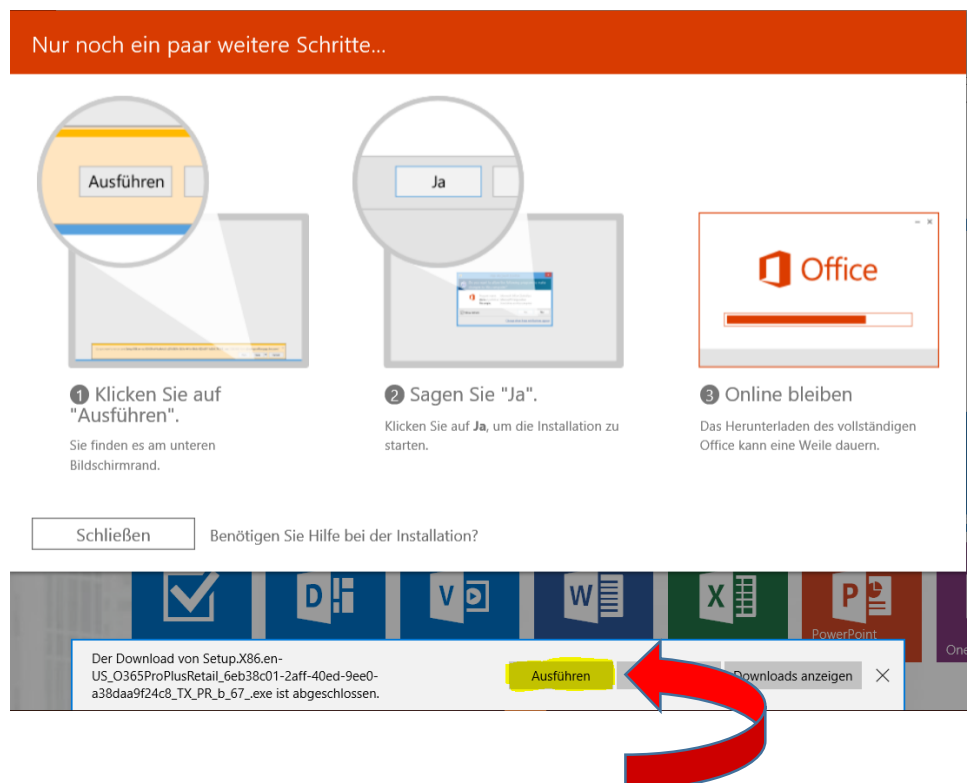 Nur noch ein paar weitere Schritte...
Ausführen
Ja
Office
1 Klicken Sie auf
"Ausführen".
Sie finden es am unteren
Bildschirmrand.
2 Sagen Sie "Ja".
Klicken Sie auf Ja, um die Installation zu
starten.
3 Online bleiben
Das Herunterladen des vollständigen
Office kann eine Weile dauern.
Schließen
Benötigen Sie Hilfe bei der Installation?
D
V
W
X
P
PowerPoint
One
Der Download von Setup.X86.en-
US_O365ProPlusRetail_6eb38c01-2aff-40ed-9ee0-
a38daa9f24c8_TX_PR_b_67_.exe ist abgeschlossen.
Ausführen
Downloads anzeigen